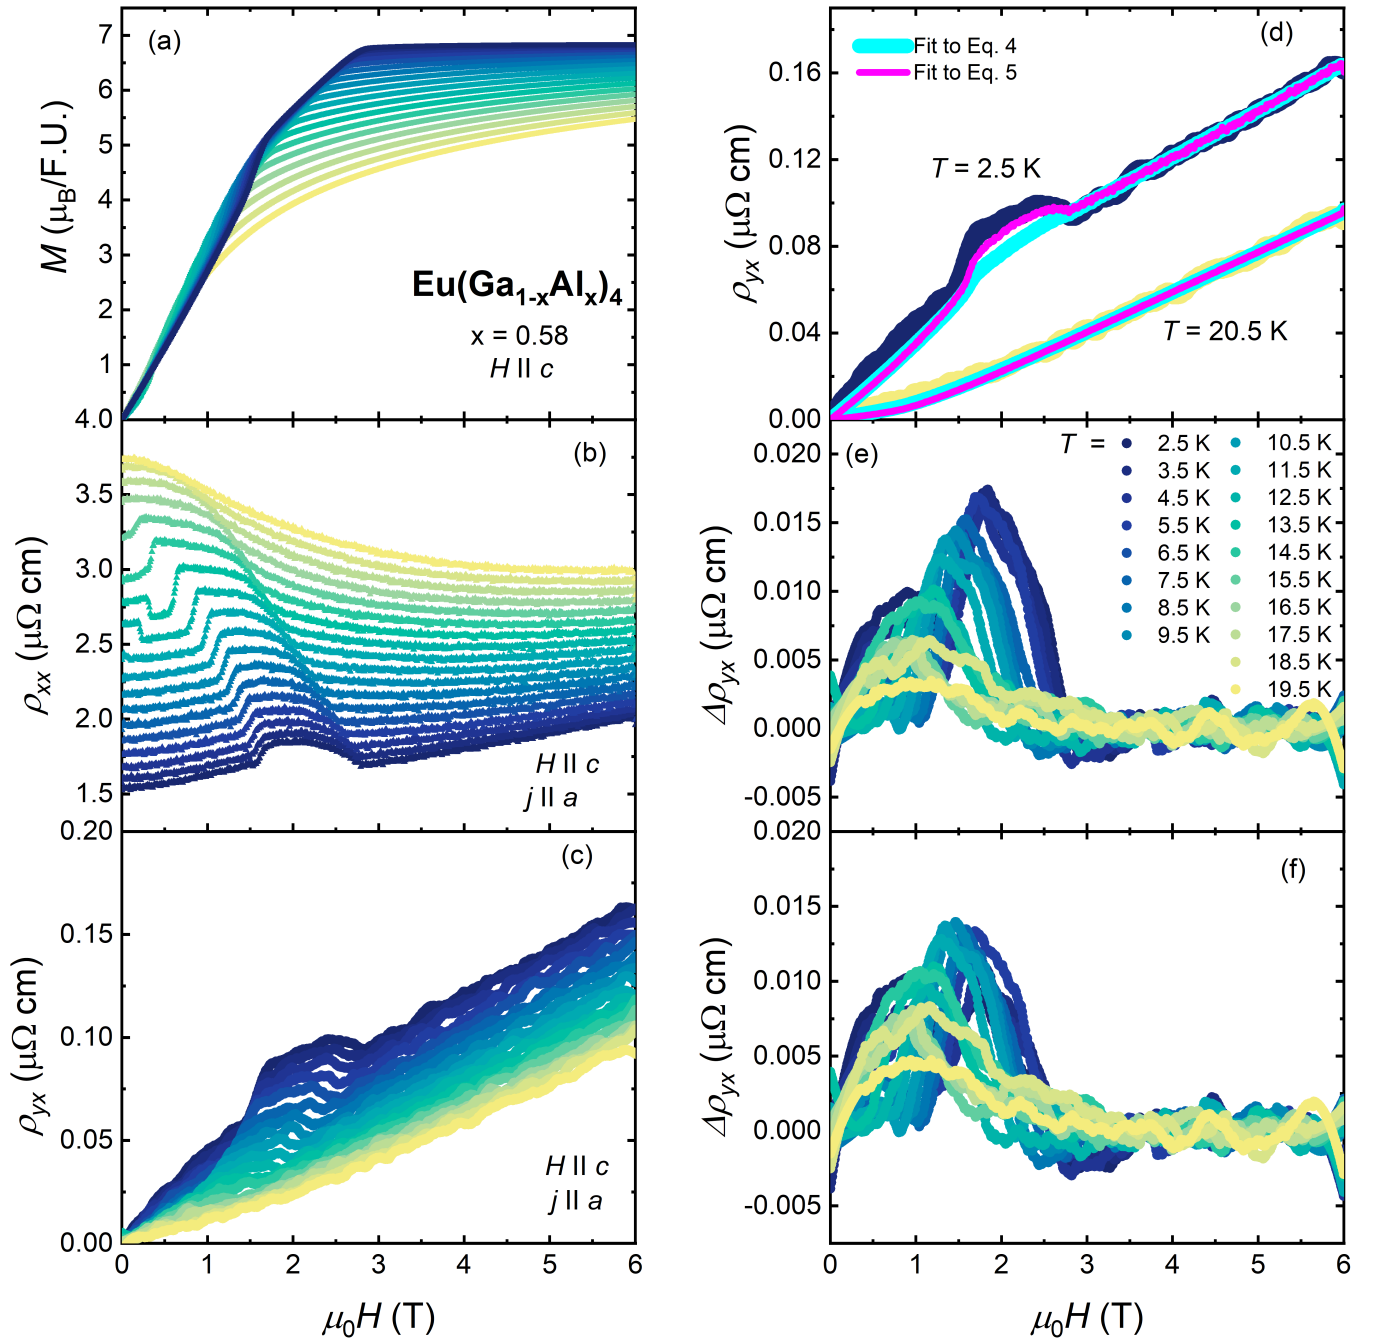 (a)
7
6
5
4
3
2
1
M (μB/F.U.)
Eu(Ga1-xAlx)4
x = 0.58
H II c
4.0
(b)
3.5
3.0
2.5
2.0
1.5
ρxx (μΩ cm)
H II c
j II a
0.20
(c)
0.15
0.10
0.05
0.00
ρyx (μΩ cm)
H II c
j II a
0 1 2 3 4 5 6
μ0H (T)
(d)
Fit to Eq. 4
Fit to Eq. 5
0.16
0.12
0.08
0.04
0.00
ρyx (μΩ cm)
T = 2.5 K
T = 20.5 K
(e)
0.020
0.015
0.010
0.005
0.000
-0.005
Δρyx (μΩ cm)
T =
2.5 K
3.5 K
4.5 K
5.5 K
6.5 K
7.5 K
8.5 K
9.5 K
10.5 K
11.5 K
12.5 K
13.5 K
14.5 K
15.5 K
16.5 K
17.5 K
18.5 K
19.5 K
(f)
0.020
0.015
0.010
0.005
0.000
-0.005
Δρyx (μΩ cm)
0 1 2 3 4 5 6
μ0H (T)